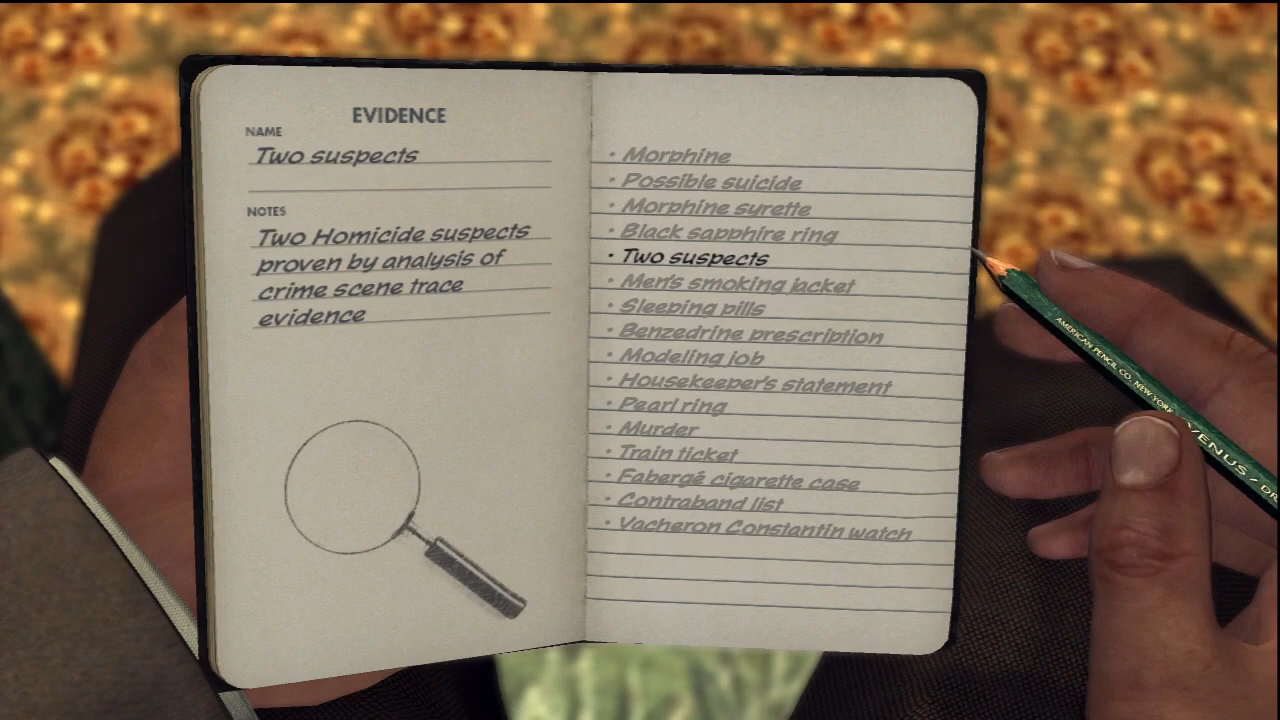 EVIDENCE
NAME
Two suspects
NOTES
Two Homicide suspects
proven by analysis of
crime scene trace
evidence
• Morphine
• Possible suicide
• Morphine syrette
• Black sapphire ring
• Two suspects
• Men's smoking jacket
• Sleeping pills
• Benzedrine prescription
• Modeling job
• Housekeeper's statement
• Pearl ring
• Murder
• Train ticket
• Fabergé cigarette case
• Contraband list
• Vacheron Constantin watch
AMERICAN PENCIL CO. NEW YORK
VENUS / DR